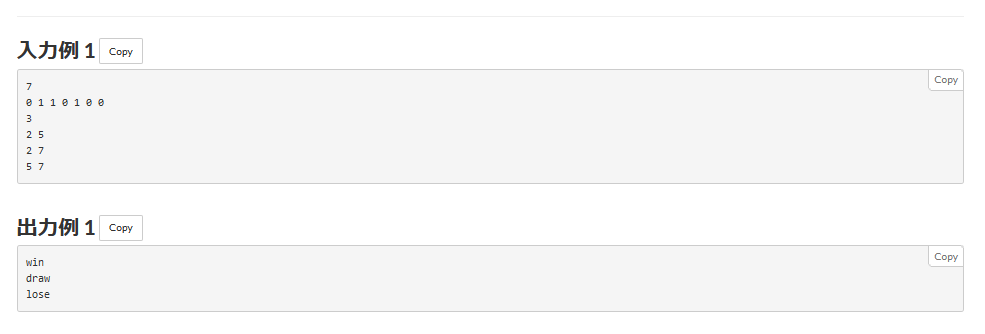 入力例 1 Copy
Copy
7
0 1 1 0 1 0 0
3
2 5
2 7
5 7
出力例 1 Copy
Copy
win
draw
lose